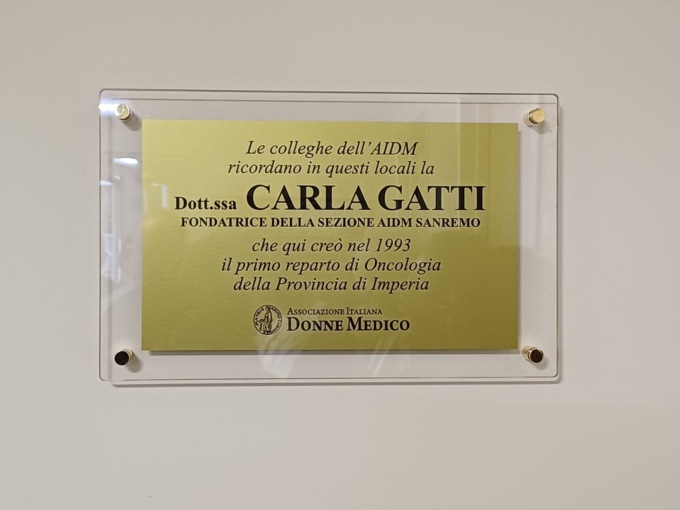 Le colleghe dell'AIDM
ricordano in questi locali la
Dott.ssa CARLA GATTI
FONDATRICE DELLA SEZIONE AIDM SANREMO
che qui creò nel 1993
il primo reparto di Oncologia
della Provincia di Imperia
ASSOCIAZIONE ITALIANA
DONNE MEDICO